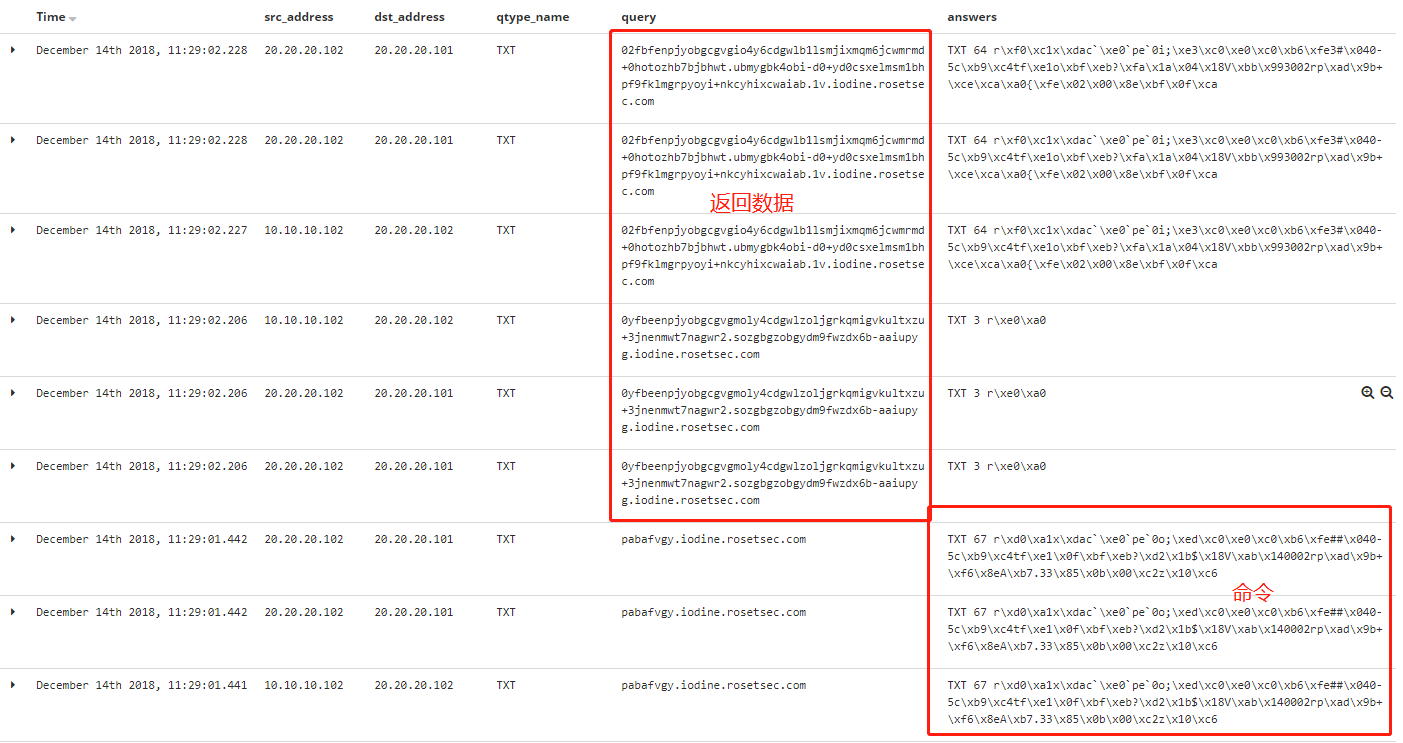 Time src_address dst_address qtype_name query answers
December 14th 2018, 11:29:02.228 20.20.20.102 20.20.20.101 TXT 02fbfenpjyobgcgvgio4y6cdgwlb1lsmjixmqm6jcwmrmd TXT 64 r\xf0\xc1x\xdac`\xe0`pe`0i;\xe3\xc0\xe0\xc0\xb6\xfe3#\x040-
+0hotozhb7bjbhwt.ubmygbk4obi-d0+yd0csxelmsm1bh 5c\xb9\xc4tf\xe1o\xbf\xeb?\xfa\x1a\x04\x18V\xbb\x993002rp\xad\x9b+
pf9fklmgrpyoyi+nkcyhixcwaiab.1v.iodine.rosetse \xce\xca\xa0{\xfe\x02\x00\x8e\xbf\x0f\xca
c.com
December 14th 2018, 11:29:02.228 20.20.20.102 20.20.20.101 TXT 02fbfenpjyobgcgvgio4y6cdgwlb1lsmjixmqm6jcwmrmd TXT 64 r\xf0\xc1x\xdac`\xe0`pe`0i;\xe3\xc0\xe0\xc0\xb6\xfe3#\x040-
+0hotozhb7bjbhwt.ubmygbk4obi-d0+yd0csxelmsm1bh 5c\xb9\xc4tf\xe1o\xbf\xeb?\xfa\x1a\x04\x18V\xbb\x993002rp\xad\x9b+
pf9fklmgrpyoyi+nkcyhixcwaiab.1v.iodine.rosetse \xce\xca\xa0{\xfe\x02\x00\x8e\xbf\x0f\xca
c.com
返回数据
December 14th 2018, 11:29:02.227 10.10.10.102 20.20.20.102 TXT 02fbfenpjyobgcgvgio4y6cdgwlb1lsmjixmqm6jcwmrmd TXT 64 r\xf0\xc1x\xdac`\xe0`pe`0i;\xe3\xc0\xe0\xc0\xb6\xfe3#\x040-
+0hotozhb7bjbhwt.ubmygbk4obi-d0+yd0csxelmsm1bh 5c\xb9\xc4tf\xe1o\xbf\xeb?\xfa\x1a\x04\x18V\xbb\x993002rp\xad\x9b+
pf9fklmgrpyoyi+nkcyhixcwaiab.1v.iodine.rosetse \xce\xca\xa0{\xfe\x02\x00\x8e\xbf\x0f\xca
c.com
December 14th 2018, 11:29:02.206 10.10.10.102 20.20.20.102 TXT 0yfbeenpjyobgcgvgmoly4cdgwlzoljgrkqmigvkultxzu TXT 3 r\xe0\xa0
+3jnenmwt7nagwr2.sozgbgzobgydm9fwzdx6b-aaiupy
g.iodine.rosetsec.com
December 14th 2018, 11:29:02.206 20.20.20.102 20.20.20.101 TXT 0yfbeenpjyobgcgvgmoly4cdgwlzoljgrkqmigvkultxzu TXT 3 r\xe0\xa0
+3jnenmwt7nagwr2.sozgbgzobgydm9fwzdx6b-aaiupy
g.iodine.rosetsec.com
December 14th 2018, 11:29:02.206 20.20.20.102 20.20.20.101 TXT 0yfbeenpjyobgcgvgmoly4cdgwlzoljgrkqmigvkultxzu TXT 3 r\xe0\xa0
+3jnenmwt7nagwr2.sozgbgzobgydm9fwzdx6b-aaiupy
g.iodine.rosetsec.com
December 14th 2018, 11:29:01.442 20.20.20.102 20.20.20.101 TXT pabafvgy.iodine.rosetsec.com TXT 67 r\xd0\xa1x\xdac`\xe0`pe`0o;\xed\xc0\xe0\xc0\xb6\xfe##\x040-
5c\xb9\xc4tf\xe1\x0f\xbf\xeb?\xd2\x1b$\x18V\xab\x140002rp\xad\x9b+
\xf6\x8eA\xb7.33\x85\x0b\x00\xc2z\x10\xc6
命令
December 14th 2018, 11:29:01.442 20.20.20.102 20.20.20.101 TXT pabafvgy.iodine.rosetsec.com TXT 67 r\xd0\xa1x\xdac`\xe0`pe`0o;\xed\xc0\xe0\xc0\xb6\xfe##\x040-
5c\xb9\xc4tf\xe1\x0f\xbf\xeb?\xd2\x1b$\x18V\xab\x140002rp\xad\x9b+
\xf6\x8eA\xb7.33\x85\x0b\x00\xc2z\x10\xc6
December 14th 2018, 11:29:01.441 10.10.10.102 20.20.20.102 TXT pabafvgy.iodine.rosetsec.com TXT 67 r\xd0\xa1x\xdac`\xe0`pe`0o;\xed\xc0\xe0\xc0\xb6\xfe##\x040-
5c\xb9\xc4tf\xe1\x0f\xbf\xeb?\xd2\x1b$\x18V\xab\x140002rp\xad\x9b+
\xf6\x8eA\xb7.33\x85\x0b\x00\xc2z\x10\xc6